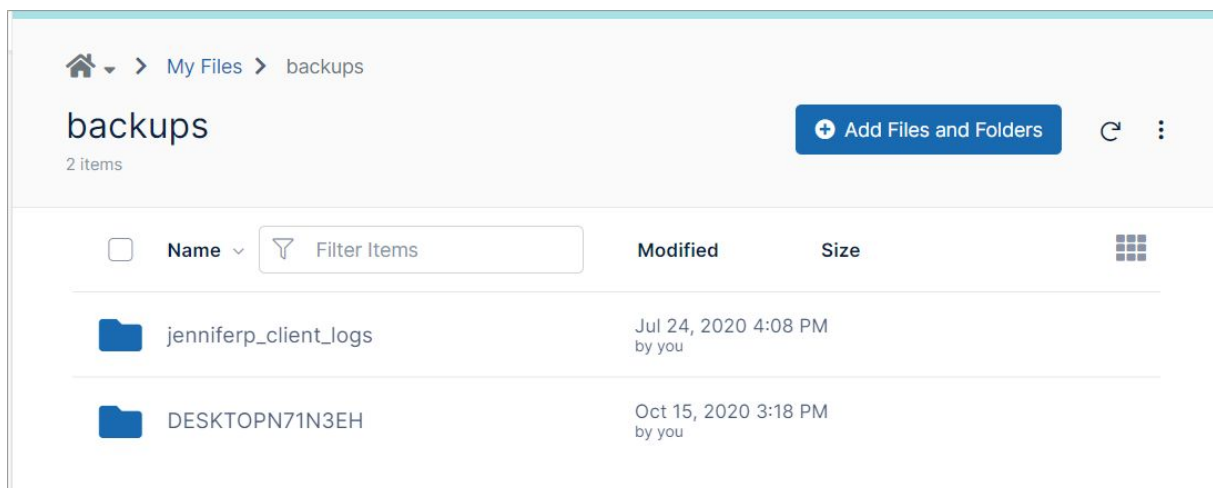 My Files backups
backups
Add Files and Folders
2 items
Name Filter Items Modified Size
jenniferp_client_logs Jul 24, 2020 4:08 PM
by you
DESKTOPN71N3EH Oct 15, 2020 3:18 PM
by you